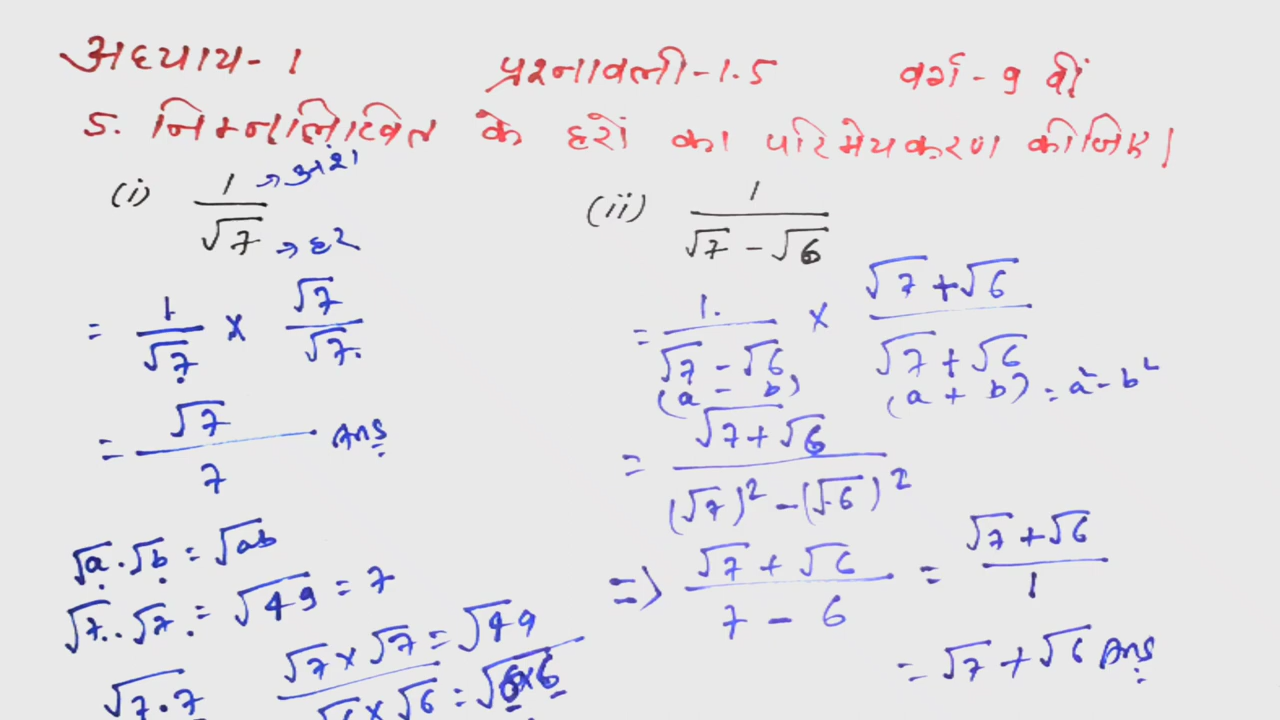 अध्याय-1 प्रश्नावली-1.5 वर्ग-9 वीं
5. निम्नलिखित के हरों का परिमेयकरण कीजिए।
(i) 1/√7 → अंश → हर
= 1/√7 × √7/√7.
= √7/7 Ans
√a.√b = √ab
√7..√7. = √49 = 7
√7.7
√7×√7 = √49
×√6 = √6×6
(ii) 1/(√7-√6)
= 1./(√7-√6) × (√7+√6)/(√7+√6)
(a - b) (a + b) = a²-b²
= (√7+√6)/((√7)²-(√6)²)
=> (√7+√6)/(7-6) = (√7+√6)/1
= √7+√6 Ans